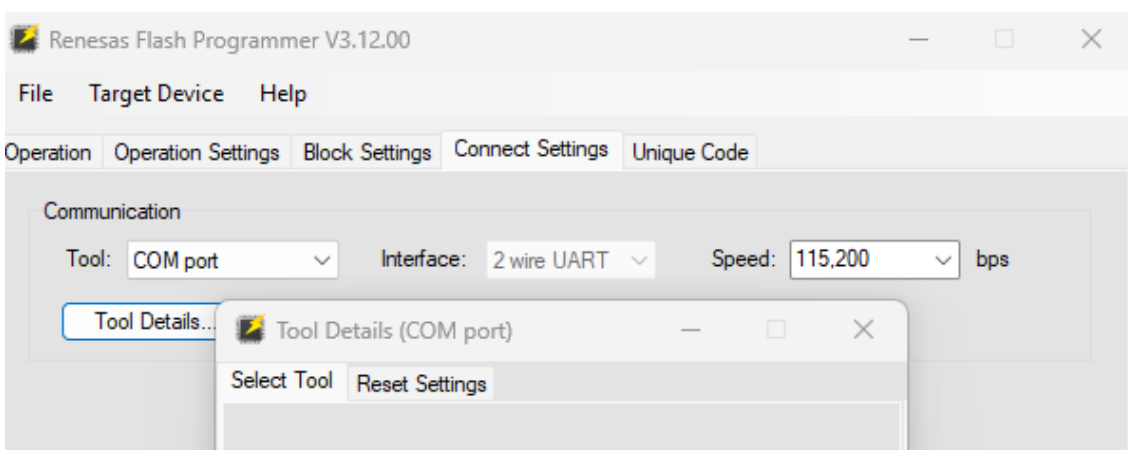 Renesas Flash Programmer V3.12.00
File Target Device Help
Operation Operation Settings Block Settings Connect Settings Unique Code
Communication
Tool: COM port Interface: 2 wire UART Speed: 115,200 bps
Tool Details...
Tool Details (COM port)
Select Tool Reset Settings